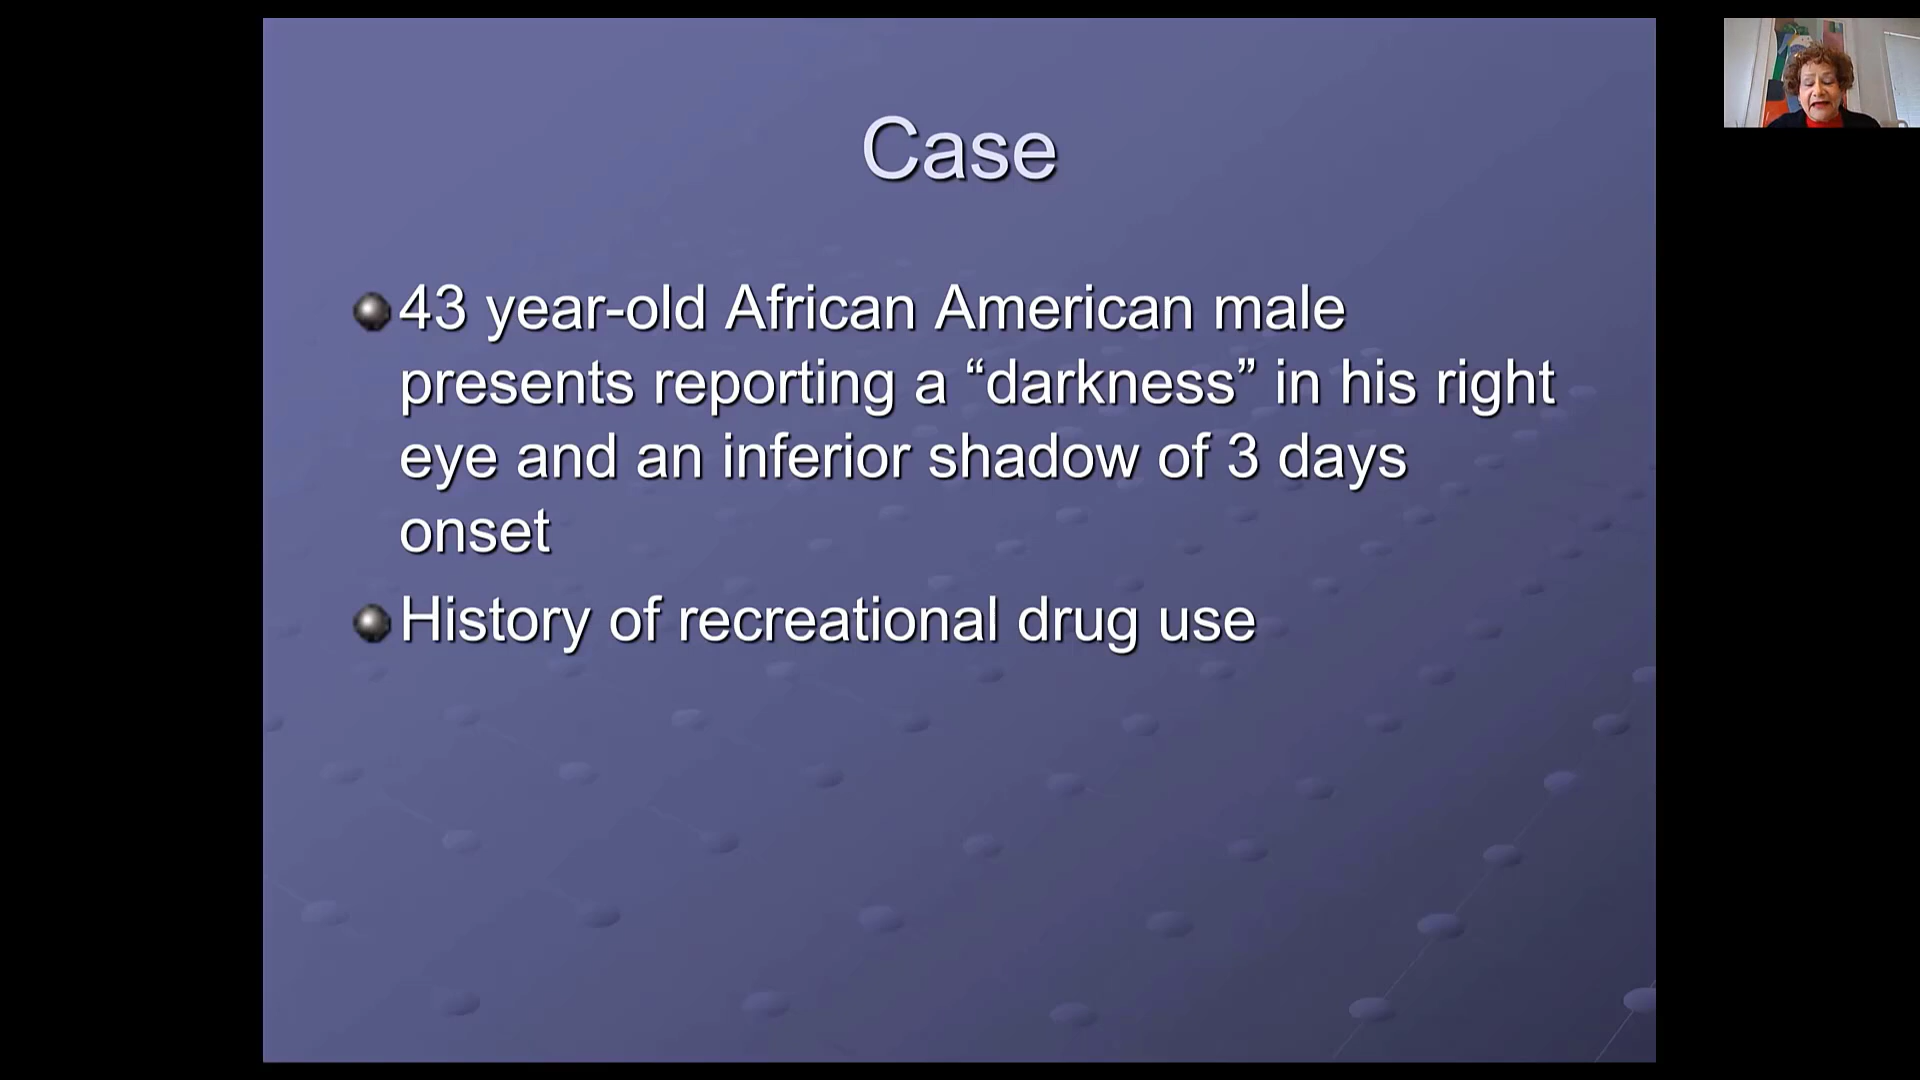 Case
43 year-old African American male
presents reporting a “darkness” in his right
eye and an inferior shadow of 3 days
onset
History of recreational drug use